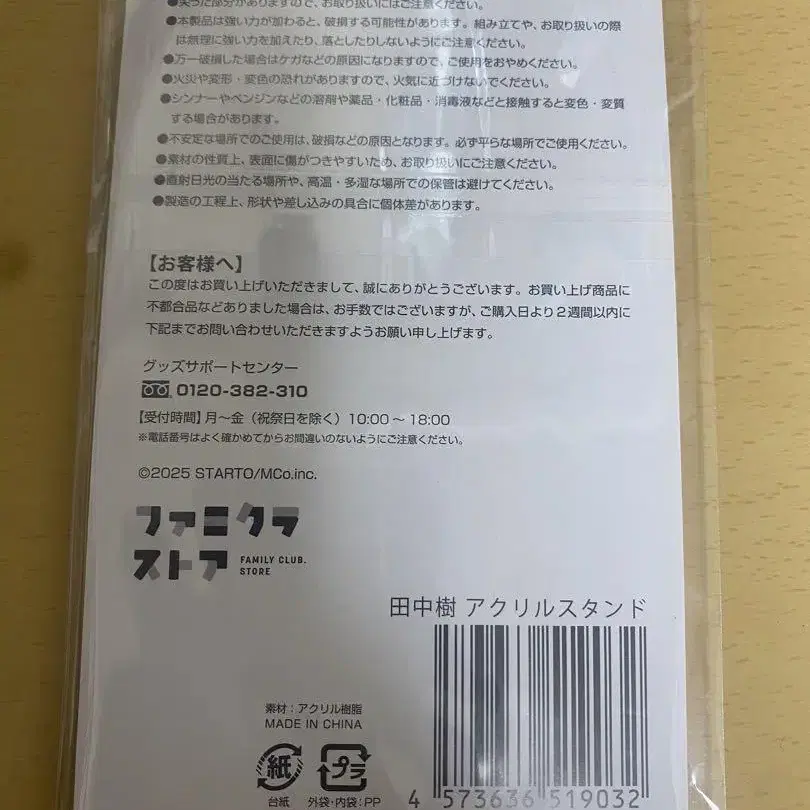 ●尖った部分がありますので、お取り扱いにはご注意ください。
●本製品は強い力が加わると、破損する可能性があります。組み立てや、お取り扱いの際
は無理に強い力を加えたり、落としたりしないようにご注意ください。
●万一破損した場合はケガなどの原因になりますので、ご使用をおやめください。
●火災や変形・変色の恐れがありますので、火気に近づけないでください。
●シンナーやベンジンなどの溶剤や薬品・化粧品・消毒液などと接触すると変色・変質
する場合があります。
●不安定な場所でのご使用は、破損などの原因となります。必ず平らな場所でご使用ください。
●素材の性質上、表面に傷がつきやすいため、お取り扱いにご注意ください。
●直射日光の当たる場所や、高温・多湿な場所での保管は避けてください。
●製造の工程上、形状や差し込みの具合に個体差があります。
【お客様へ】
この度はお買い上げいただきまして、誠にありがとうございます。お買い上げ商品に
不都合品などありました場合は、お手数ではございますが、ご購入日より2週間以内に
下記までお問い合わせいただきますようお願い申し上げます。
グッズサポートセンター
0120-382-310
【受付時間】月〜金（祝祭日を除く）10:00〜18:00
※電話番号はよく確かめてからお間違いのないようにご注意ください。
©2025 STARTO/MCo.inc.
ファミクラ
ストア
FAMILY CLUB.
STORE
田中樹 アクリルスタンド
素材：アクリル樹脂
MADE IN CHINA
紙
プラ
台紙
外袋・内袋：PP
4 573636 519032